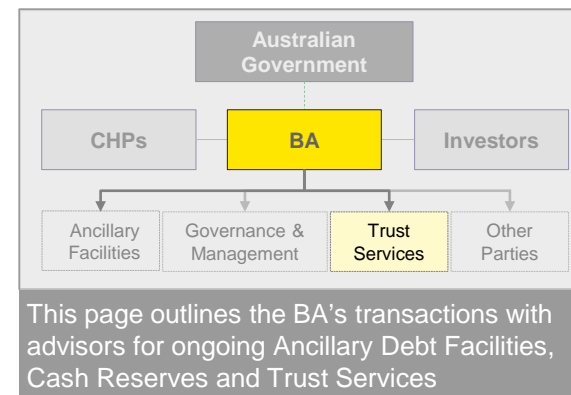 Australian
Government
CHPs
BA
Investors
Ancillary
Facilities
Governance &
Management
Trust
Services
Other
Parties
This page outlines the BA's transactions with
advisors for ongoing Ancillary Debt Facilities,
Cash Reserves and Trust Services